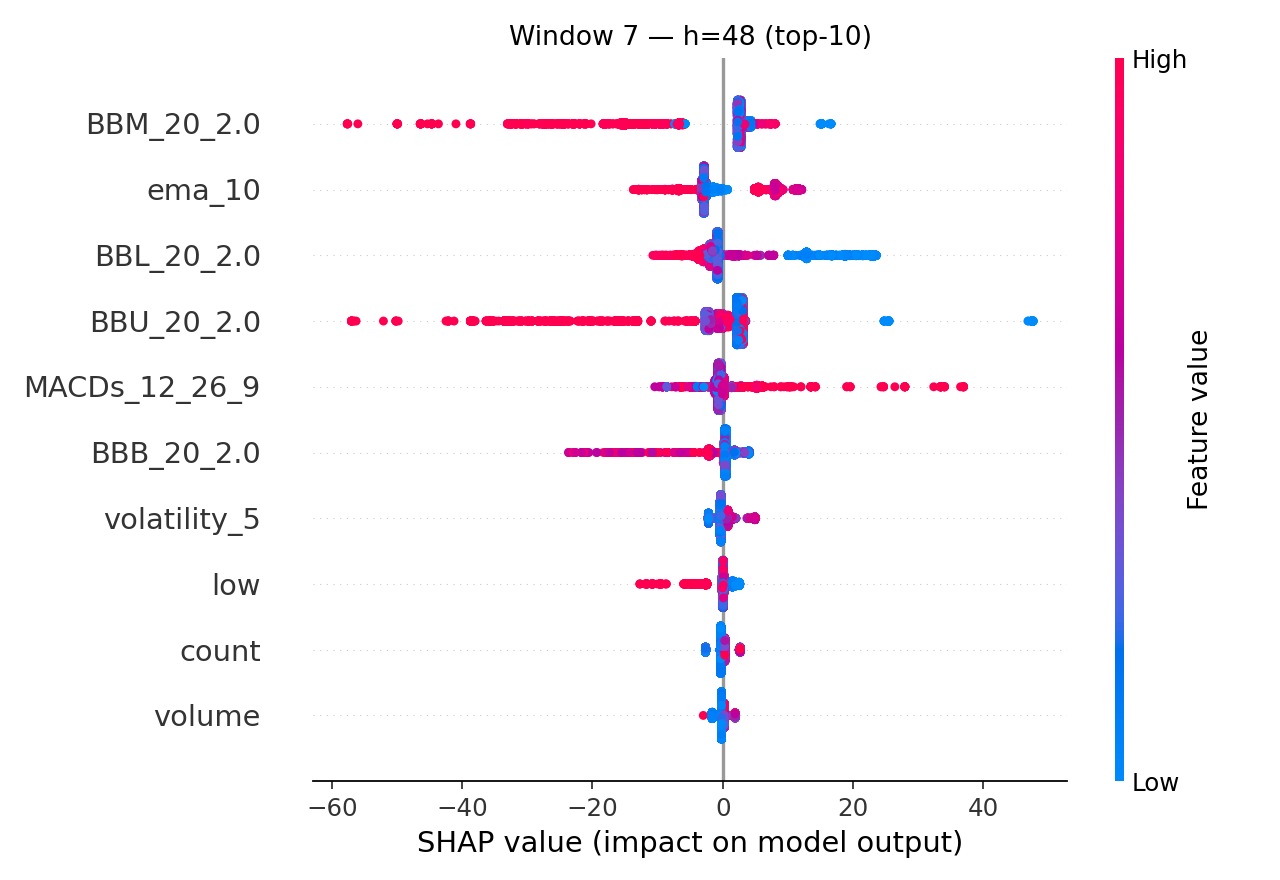 Window 7 — h=48 (top-10)
High
BBM_20_2.0
ema_10
BBL_20_2.0
BBU_20_2.0
MACDs_12_26_9
BBB_20_2.0
volatility_5
low
count
volume
Feature value
Low
−60 −40 −20 0 20 40
SHAP value (impact on model output)